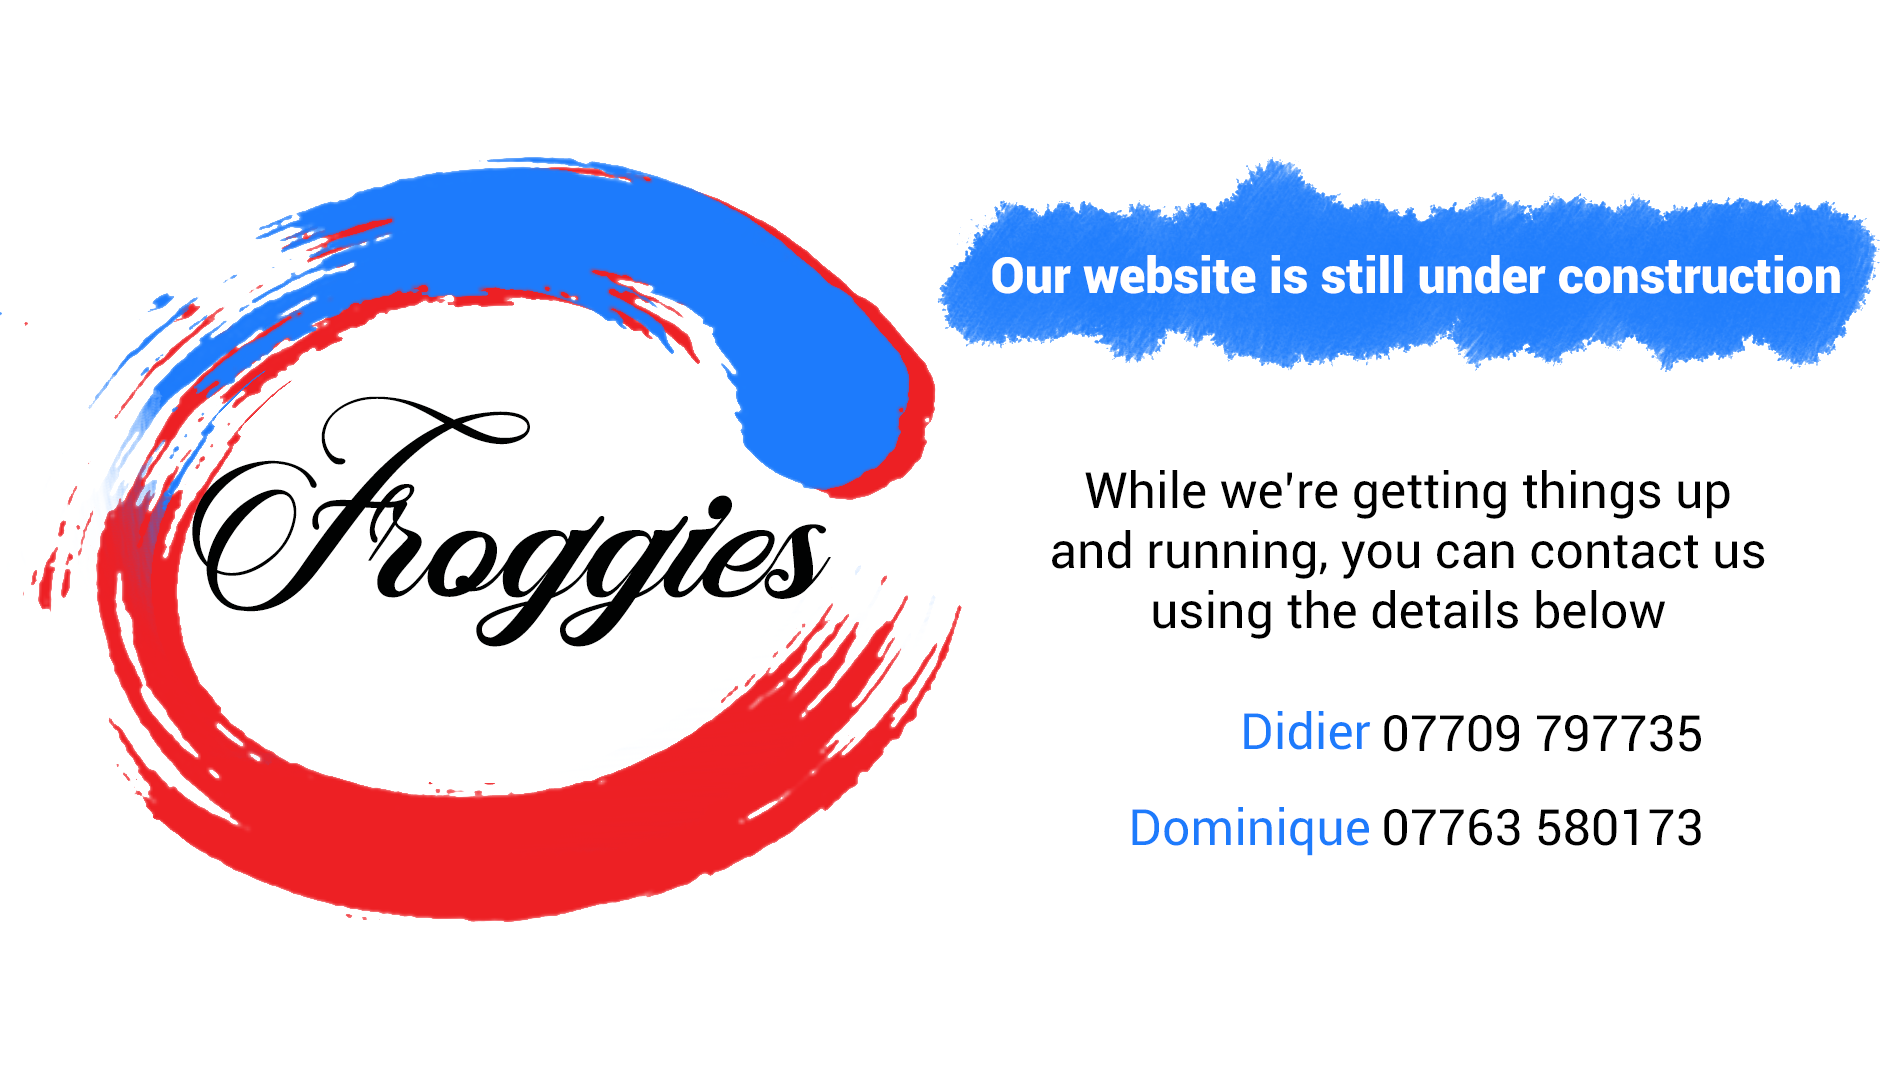 Froggies
Our website is still under construction
While we're getting things up
and running, you can contact us
using the details below
Didier 07709 797735
Dominique 07763 580173